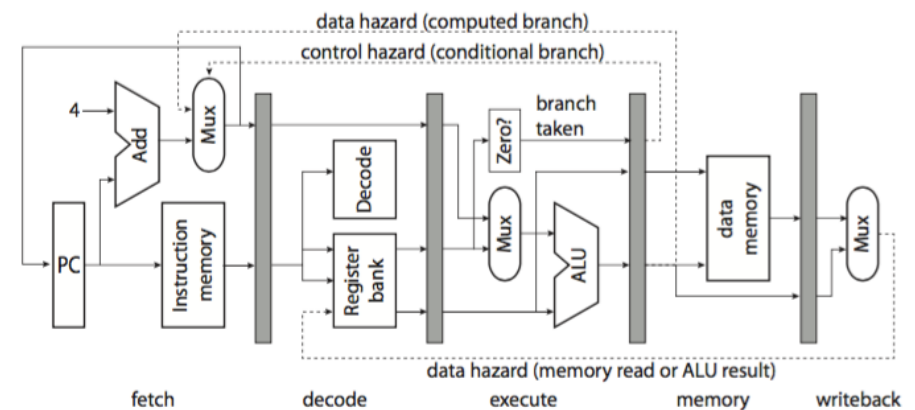 data hazard (computed branch)
control hazard (conditional branch)
4
Add
Mux
branch
taken
Zero?
Decode
PC
Instruction
memory
Register
bank
Mux
ALU
data
memory
Mux
data hazard (memory read or ALU result)
fetch
decode
execute
memory
writeback